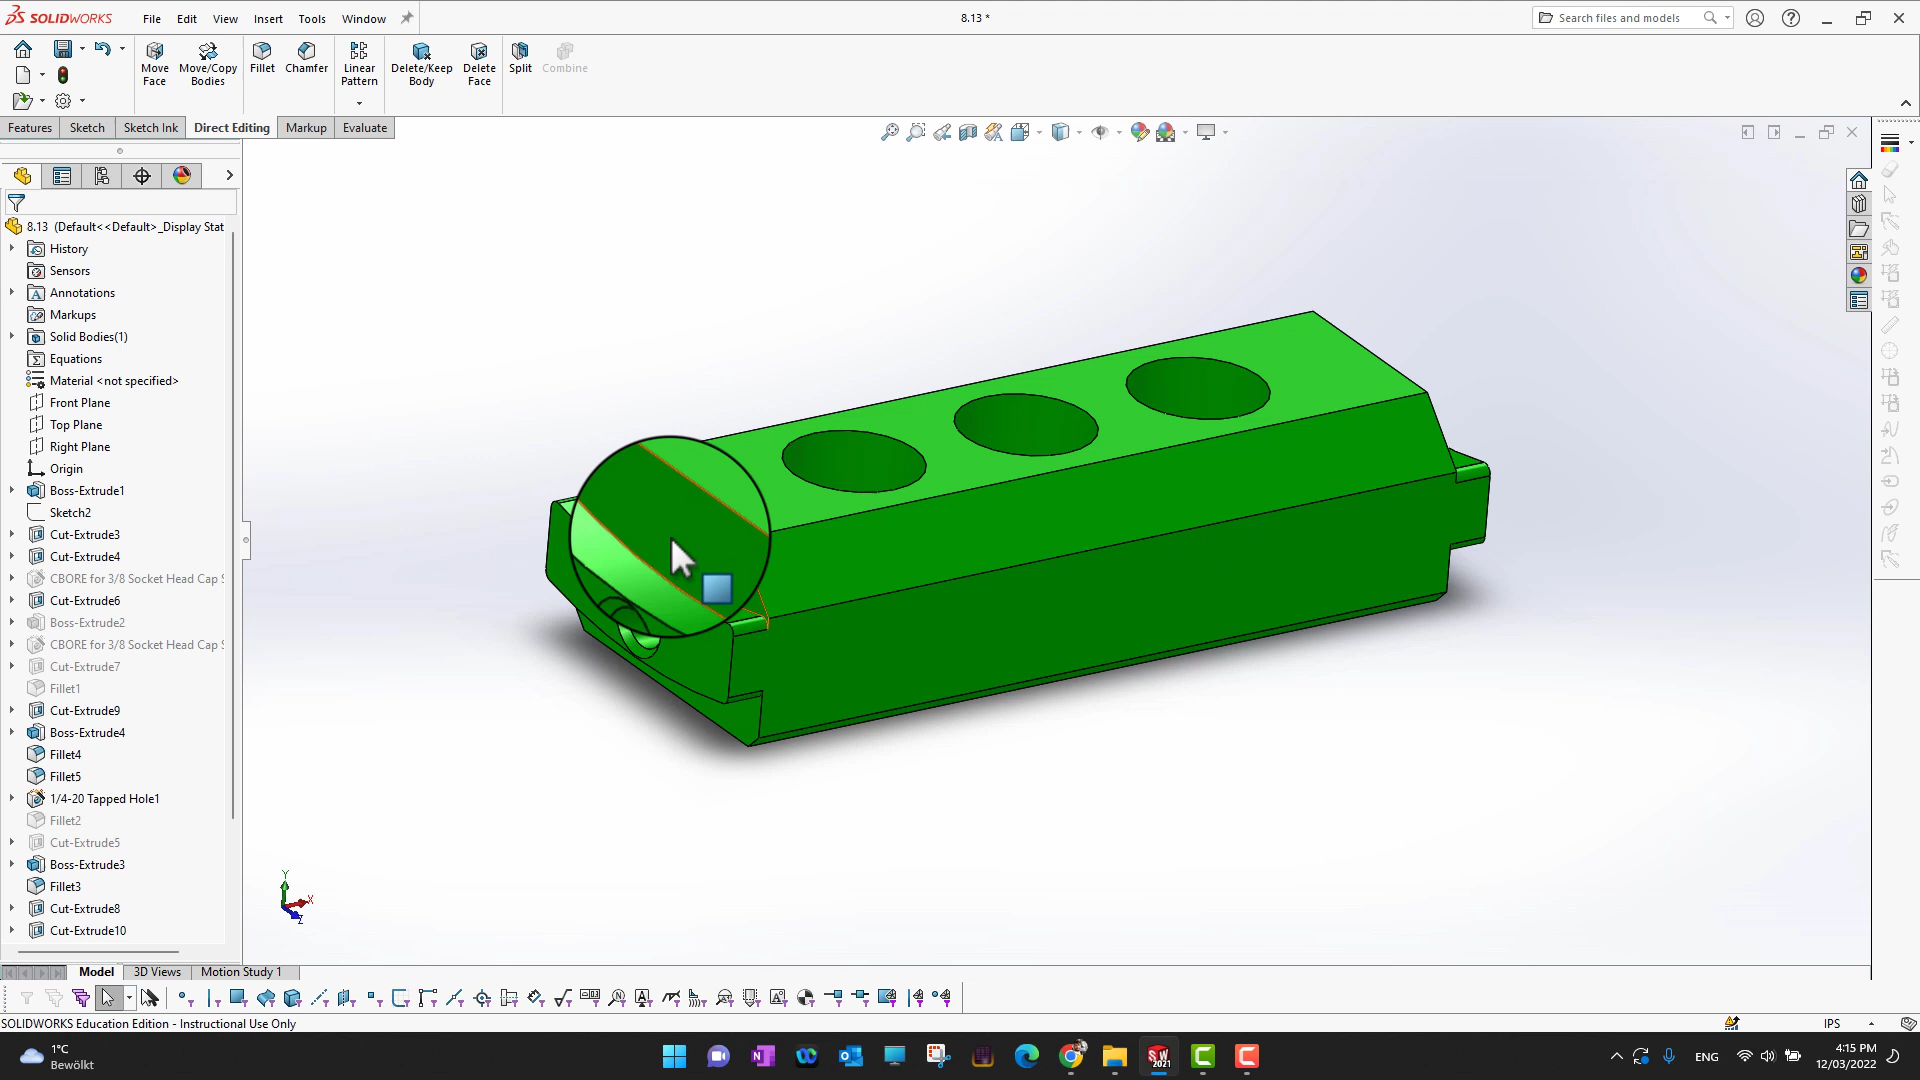 SOLIDWORKS File Edit View Insert Tools Window 8.13 * Search files and models
Move Face Move/Copy Bodies Fillet Chamfer Linear Pattern Delete/Keep Body Delete Face Split Combine
Features Sketch Sketch Ink Direct Editing Markup Evaluate
8.13 (Default<<Default>_Display Stat
History
Sensors
Annotations
Markups
Solid Bodies(1)
Equations
Material <not specified>
Front Plane
Top Plane
Right Plane
Origin
Boss-Extrude1
Sketch2
Cut-Extrude3
Cut-Extrude4
CBORE for 3/8 Socket Head Cap S
Cut-Extrude6
Boss-Extrude2
CBORE for 3/8 Socket Head Cap S
Cut-Extrude7
Fillet1
Cut-Extrude9
Boss-Extrude4
Fillet4
Fillet5
1/4-20 Tapped Hole1
Fillet2
Cut-Extrude5
Boss-Extrude3
Fillet3
Cut-Extrude8
Cut-Extrude10
Y
X
Z
Model 3D Views Motion Study 1
SOLIDWORKS Education Edition - Instructional Use Only IPS
1°C
Bewölkt
SW
2021
ENG
4:15 PM
12/03/2022